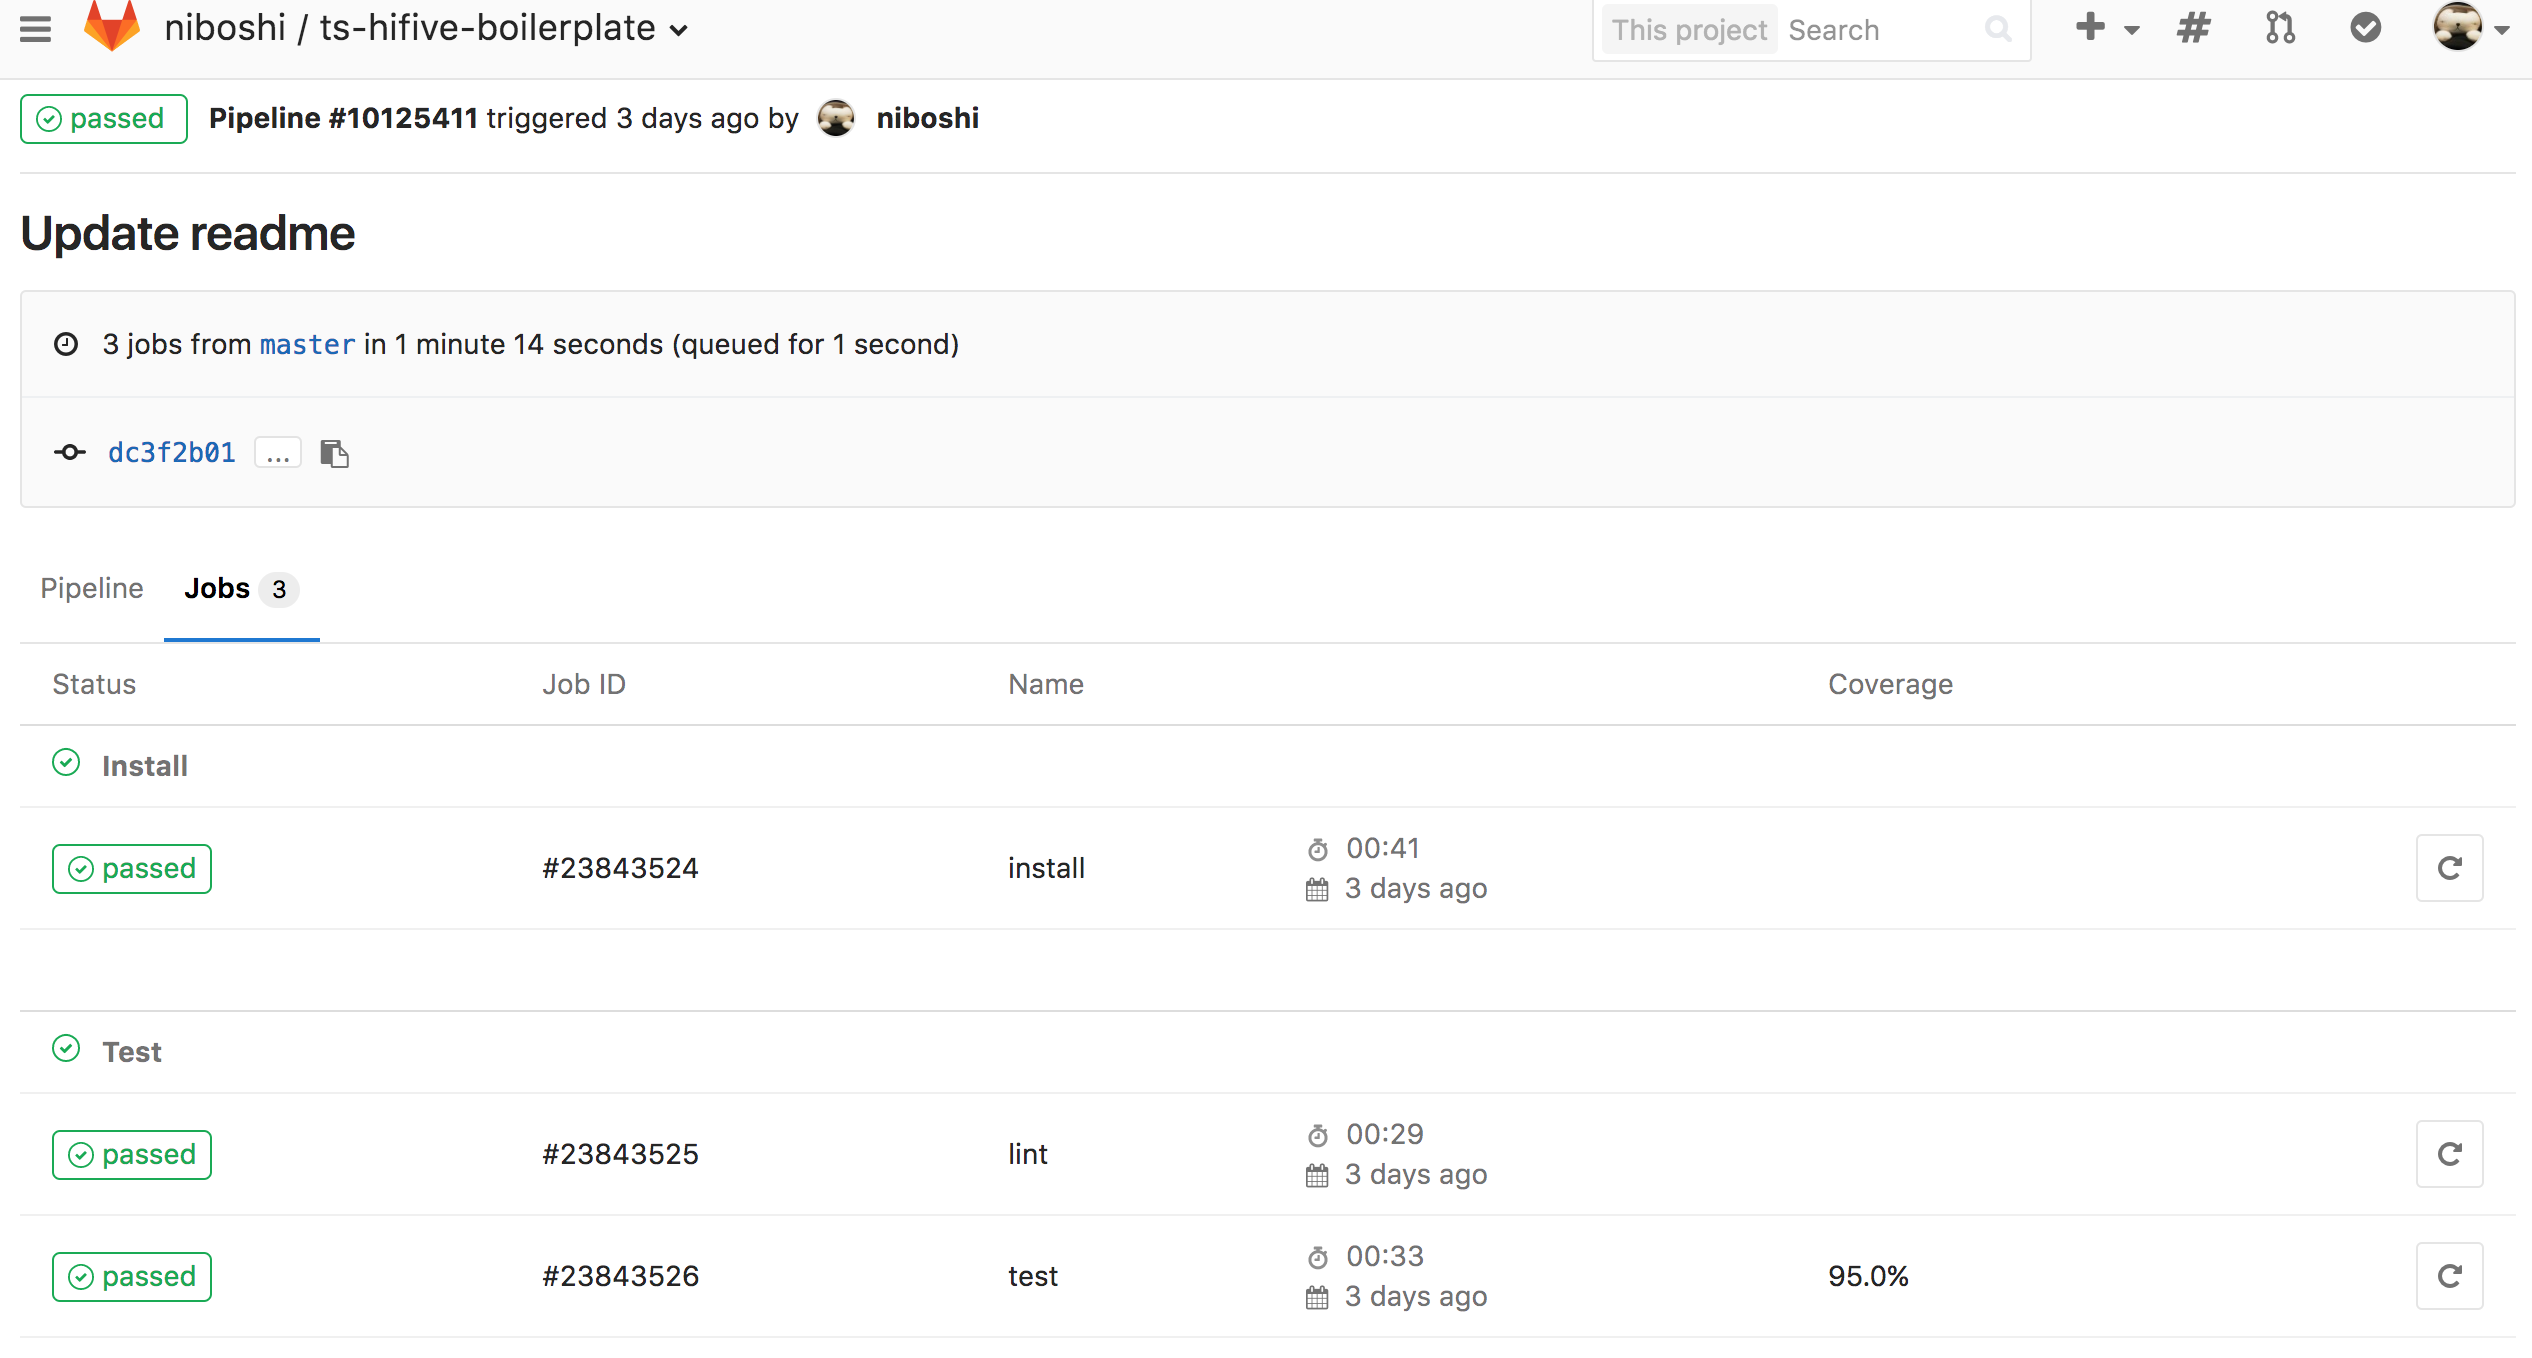 niboshi / ts-hifive-boilerplate
This project Search
passed Pipeline #10125411 triggered 3 days ago by niboshi
Update readme
3 jobs from master in 1 minute 14 seconds (queued for 1 second)
dc3f2b01 ...
Pipeline Jobs 3
Status Job ID Name Coverage
Install
passed #23843524 install 00:41
3 days ago
Test
passed #23843525 lint 00:29
3 days ago
passed #23843526 test 00:33 95.0%
3 days ago